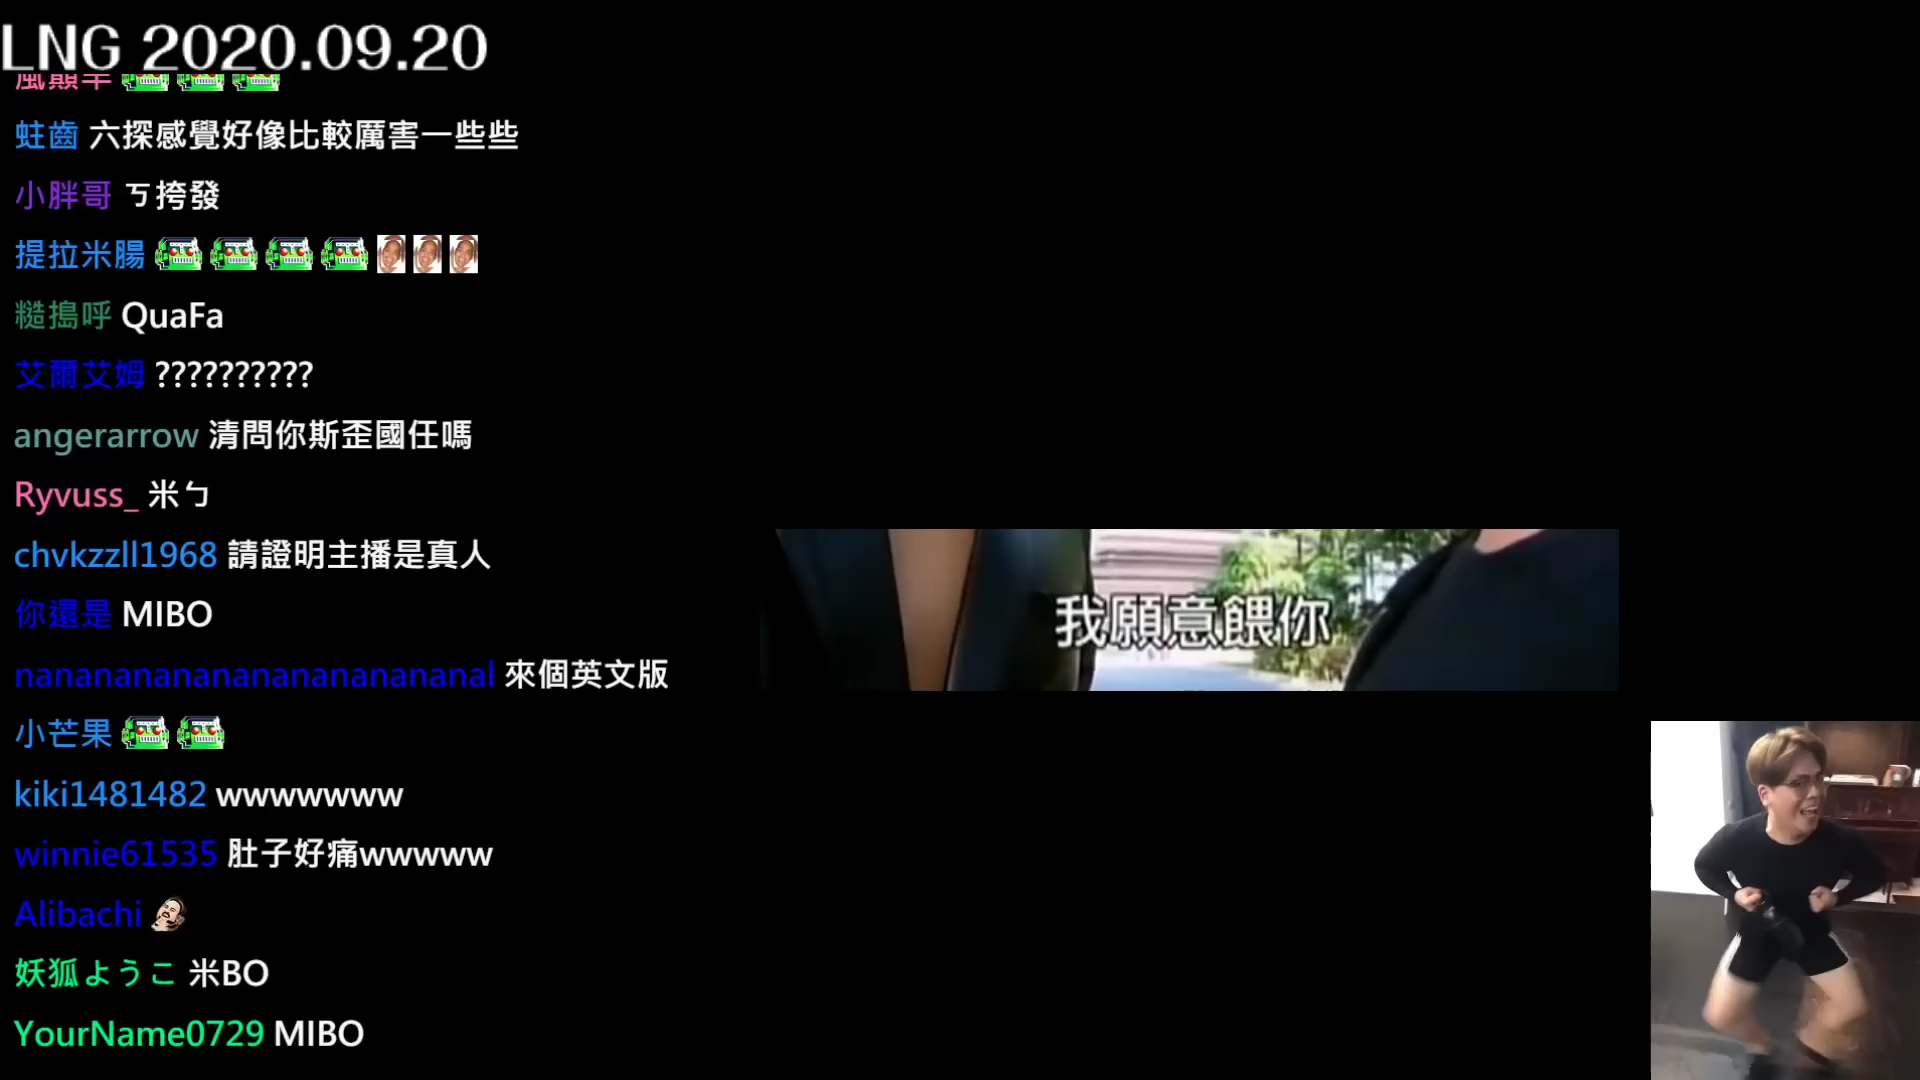 LNG 2020.09.20
蛀齒 六探感覺好像比較厲害一些些
小胖哥 ㄎ挎發
提拉米腸
糙搗呼 QuaFa
艾爾艾姆 ??????????
angerarrow 清問你斯歪國任嗎
Ryvuss_ 米ㄅ
chvkzzll1968 請證明主播是真人
你還是 MIBO
nananananananananananal 來個英文版
我願意餵你
小芒果
kiki1481482 wwwwwww
winnie61535 肚子好痛wwwww
Alibachi
妖狐ようこ 米BO
YourName0729 MIBO